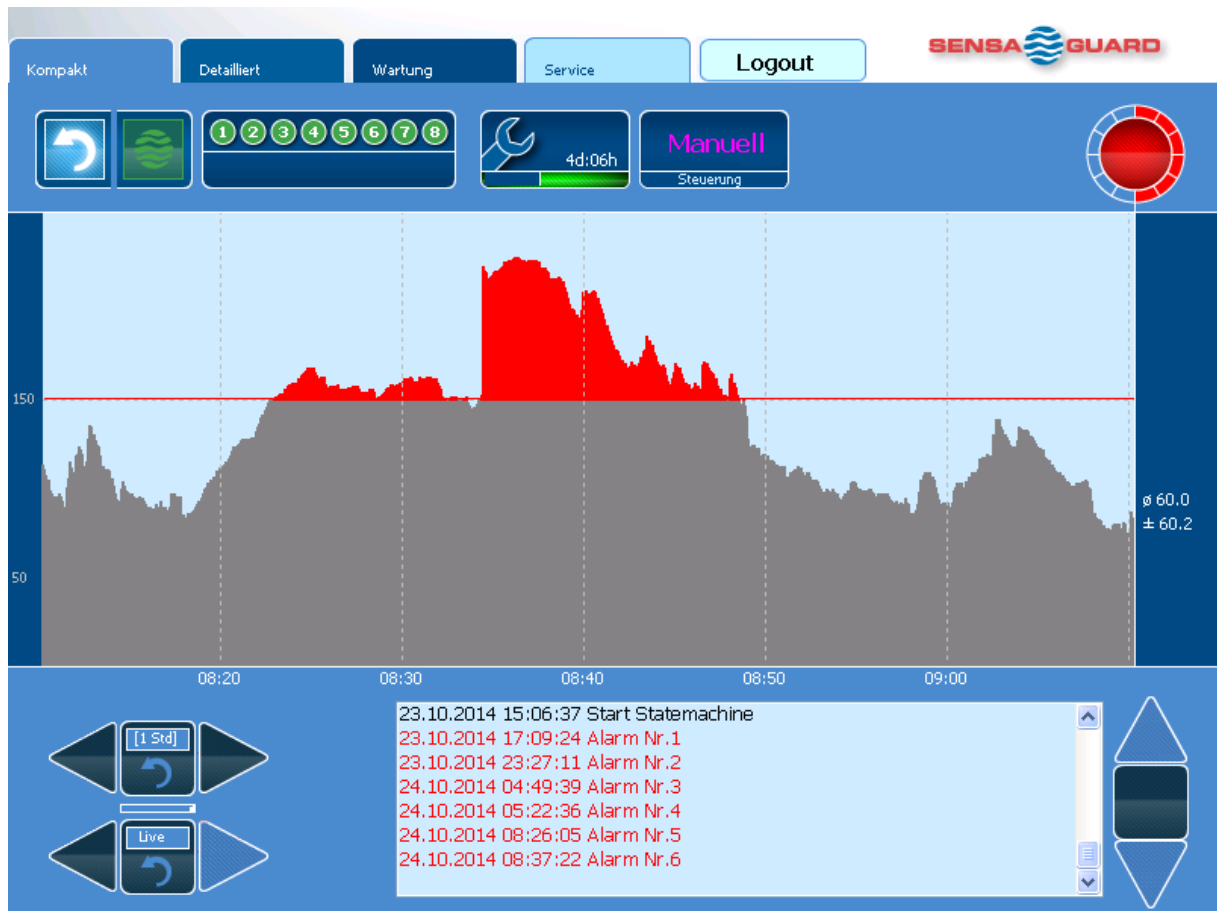 SENSAGUARD
Kompakt
Detailliert
Wartung
Service
Logout
1 2 3 4 5 6 7 8
4d:06h
Manuell
Steuerung
150
ø 60.0
± 60.2
50
08:20 08:30 08:40 08:50 09:00
[1 Std]
Live
23.10.2014 15:06:37 Start Statemachine
23.10.2014 17:09:24 Alarm Nr.1
23.10.2014 23:27:11 Alarm Nr.2
24.10.2014 04:49:39 Alarm Nr.3
24.10.2014 05:22:36 Alarm Nr.4
24.10.2014 08:26:05 Alarm Nr.5
24.10.2014 08:37:22 Alarm Nr.6